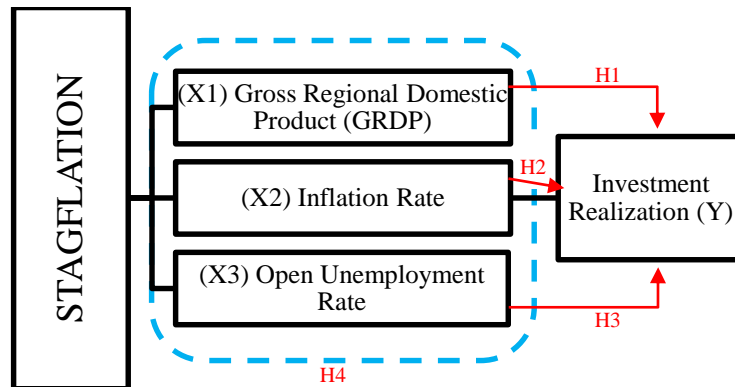 STAGFLATION
(X1) Gross Regional Domestic
Product (GRDP)
H1
(X2) Inflation Rate
H2
Investment
Realization (Y)
(X3) Open Unemployment
Rate
H3
H4